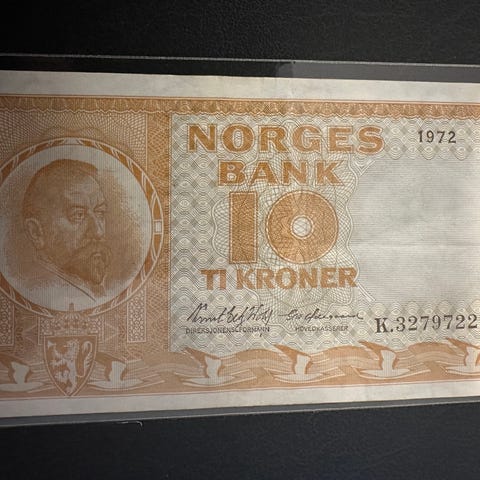 NORGES
1972
BANK
10
TI KRONER
DIREKSJONENS FORMANN
HOVEDKASSERER
K.3279722